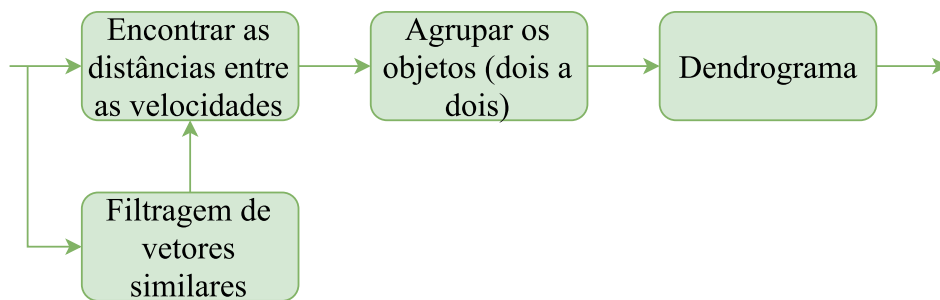 Encontrar as
distâncias entre
as velocidades
Agrupar os
objetos (dois a
dois)
Dendrograma
Filtragem de
vetores
similares